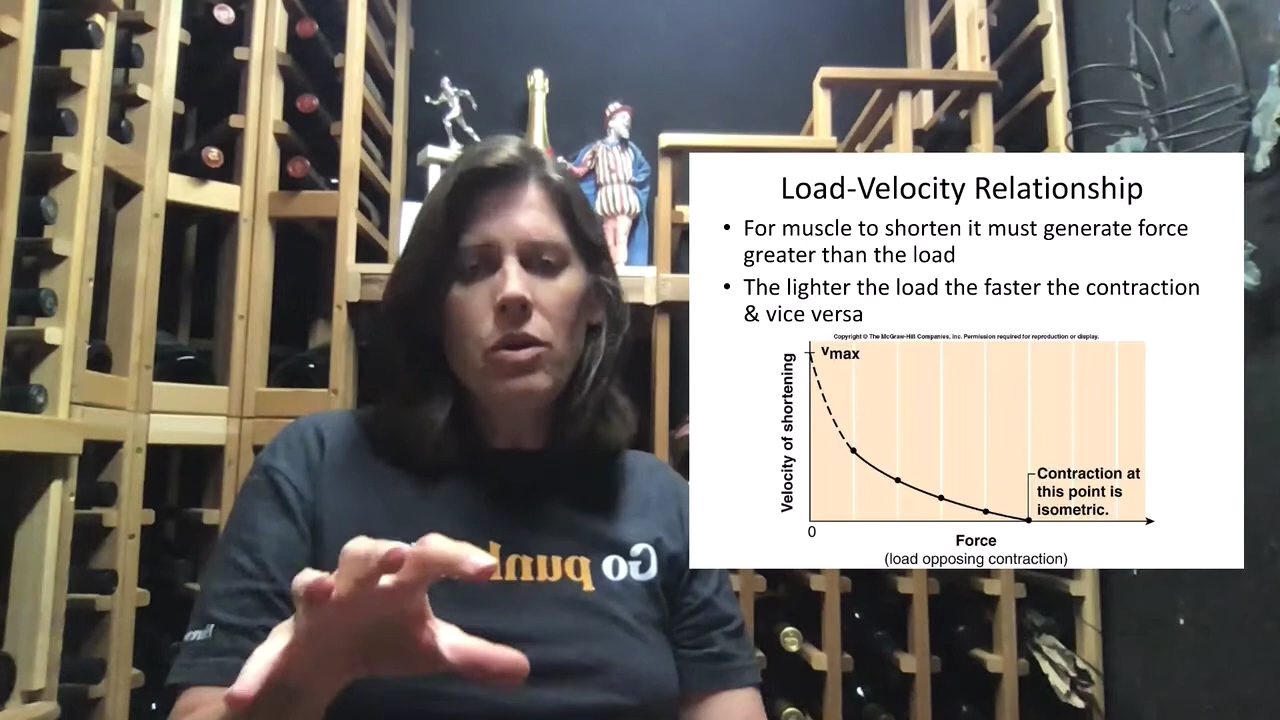 Load-Velocity Relationship
• For muscle to shorten it must generate force
greater than the load
• The lighter the load the faster the contraction
& vice versa
Copyright © The McGraw-Hill Companies, Inc. Permission required for reproduction or display.
Vmax
Velocity of shortening
Contraction at
this point is
isometric.
0
Force
(load opposing contraction)
Go